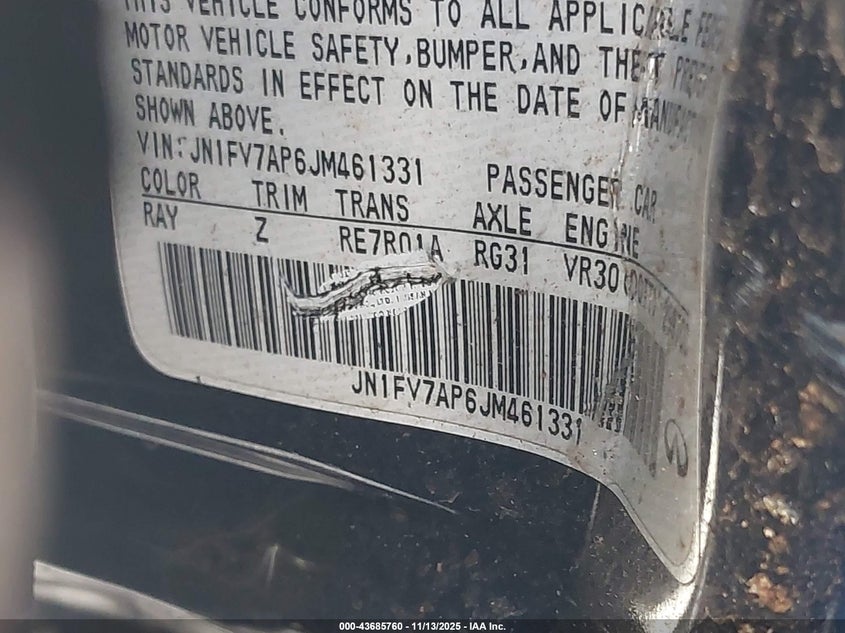 THIS VEHICLE CONFORMS TO ALL APPLICABLE
MOTOR VEHICLE SAFETY, BUMPER, AND THEFT
STANDARDS IN EFFECT ON THE DATE OF
SHOWN ABOVE.
VIN: JN1FV7AP6JM461331 PASSENGER CAR
COLOR TRIM TRANS AXLE ENGINE
RAY Z RE7R01A RG31 VR30
JN1FV7AP6JM461331
000-43685760 - 11/13/2025 - IAA Inc.